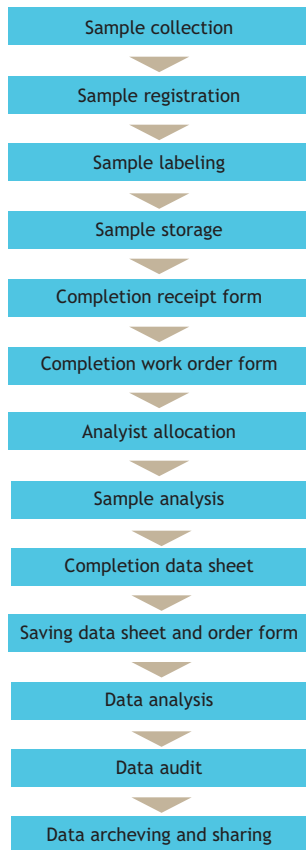 Sample collection
Sample registration
Sample labeling
Sample storage
Completion receipt form
Completion work order form
Analyist allocation
Sample analysis
Completion data sheet
Saving data sheet and order form
Data analysis
Data audit
Data archeving and sharing